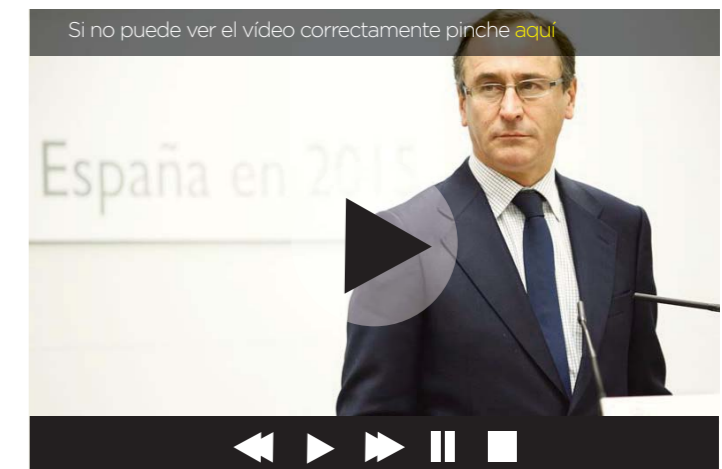 Si no puede ver el vídeo correctamente pinche aquí
España en 2015